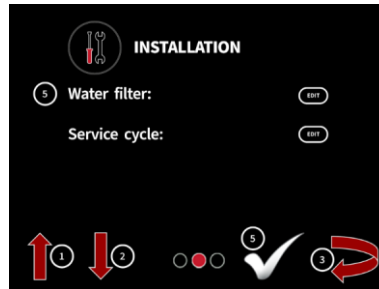 INSTALLATION
5 Water filter: EDIT
Service cycle: EDIT
1 2 5 3